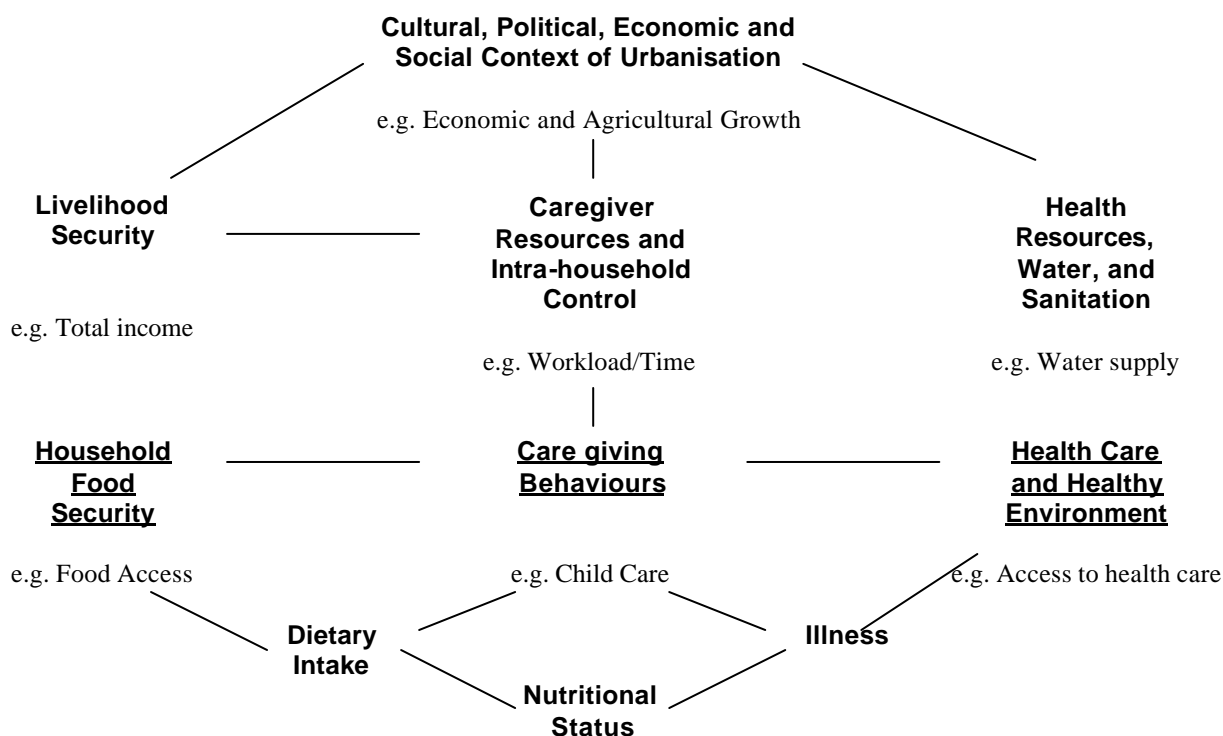 Cultural, Political, Economic and
Social Context of Urbanisation
e.g. Economic and Agricultural Growth
Livelihood
Security
Caregiver
Resources and
Intra-household
Control
Health
Resources,
Water, and
Sanitation
e.g. Total income
e.g. Workload/Time
e.g. Water supply
Household
Food
Security
Care giving
Behaviours
Health Care
and Healthy
Environment
e.g. Food Access
e.g. Child Care
e.g. Access to health care
Dietary
Intake
Illness
Nutritional
Status